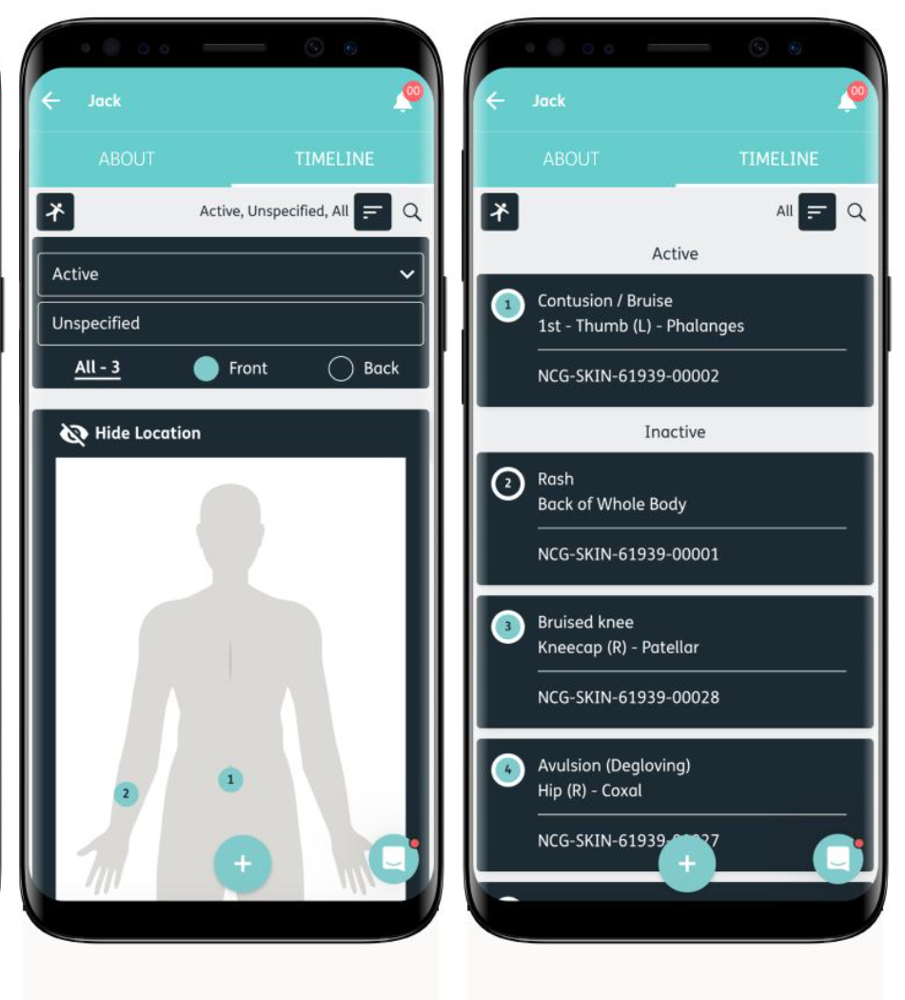 Jack
00
ABOUT
TIMELINE
Active, Unspecified, All
Active
Unspecified
All - 3
Front
Back
Hide Location
1
2
+
Jack
00
ABOUT
TIMELINE
All
Active
1
Contusion / Bruise
1st - Thumb (L) - Phalanges
NCG-SKIN-61939-00002
Inactive
2
Rash
Back of Whole Body
NCG-SKIN-61939-00001
3
Bruised knee
Kneecap (R) - Patellar
NCG-SKIN-61939-00028
4
Avulsion (Degloving)
Hip (R) - Coxal
NCG-SKIN-61939-
+